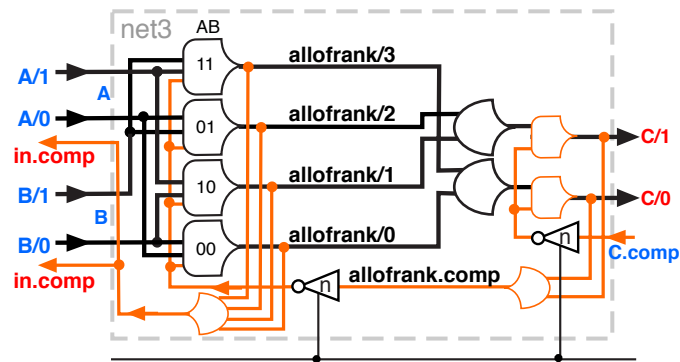 net3
AB
A/1
A
A/0
in.comp
B/1
B
B/0
in.comp
11
01
10
00
allofrank/3
allofrank/2
allofrank/1
allofrank/0
allofrank.comp
n
n
C/1
C/0
C.comp